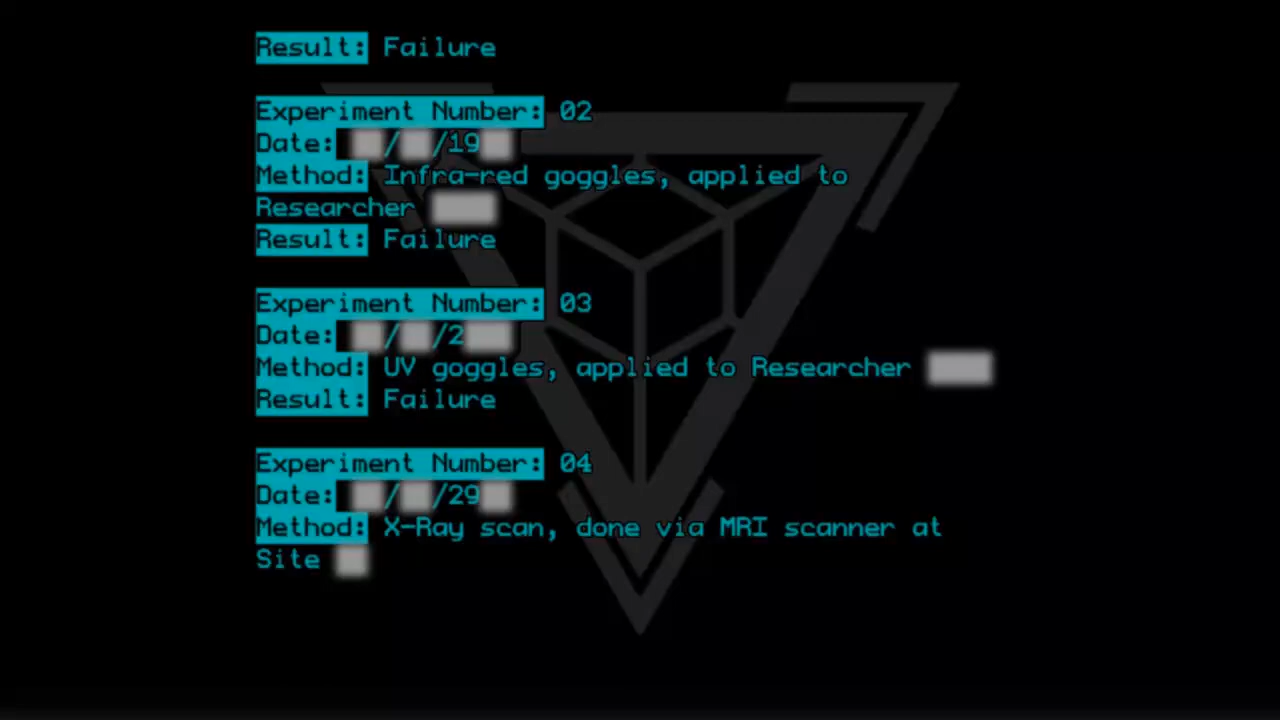 Result: Failure
Experiment Number: 02
Date: / /19
Method: Infra-red goggles, applied to
Researcher
Result: Failure
Experiment Number: 03
Date: / /2
Method: UV goggles, applied to Researcher
Result: Failure
Experiment Number: 04
Date: / /29
Method: X-Ray scan, done via MRI scanner at
Site